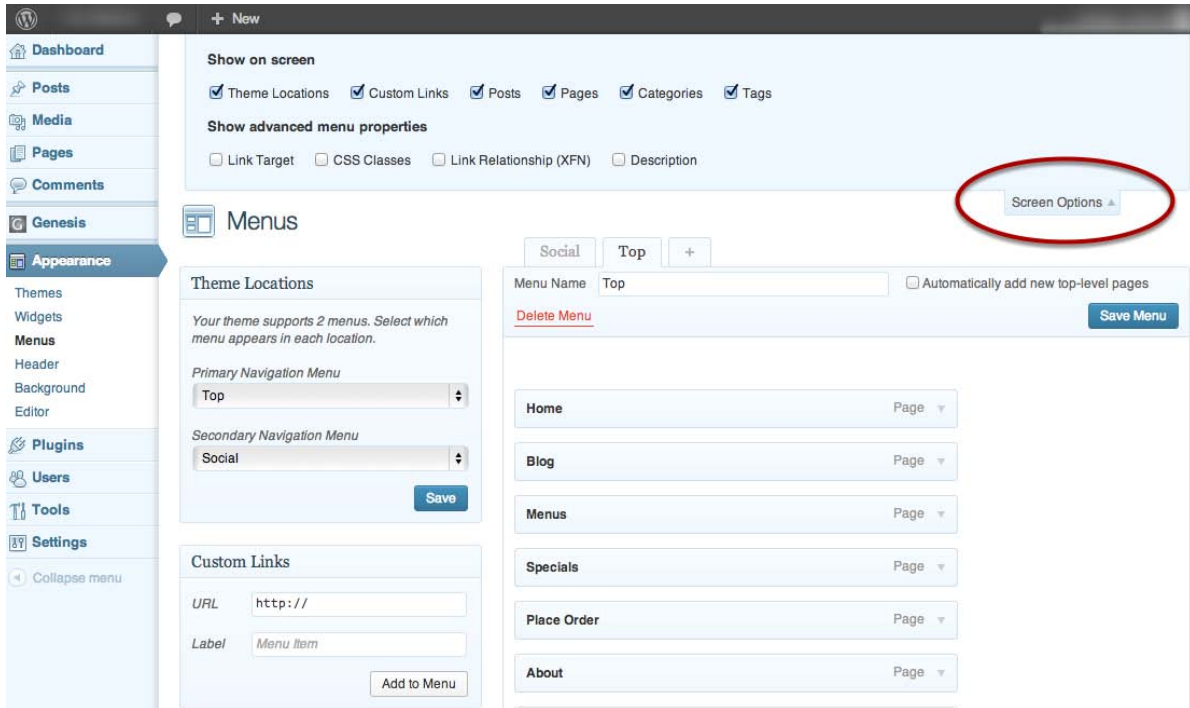 + New
Dashboard
Posts
Media
Pages
Comments
Genesis
Appearance
Themes
Widgets
Menus
Header
Background
Editor
Plugins
Users
Tools
Settings
Collapse menu
Show on screen
Theme Locations Custom Links Posts Pages Categories Tags
Show advanced menu properties
Link Target CSS Classes Link Relationship (XFN) Description
Screen Options
Menus
Theme Locations
Your theme supports 2 menus. Select which
menu appears in each location.
Primary Navigation Menu
Top
Secondary Navigation Menu
Social
Save
Custom Links
URL http://
Label Menu Item
Add to Menu
Social Top +
Menu Name Top Automatically add new top-level pages
Delete Menu Save Menu
Home Page
Blog Page
Menus Page
Specials Page
Place Order Page
About Page